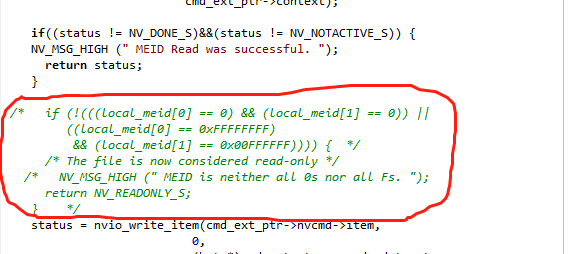 cmd_ext_ptr->context);
if((status != NV_DONE_S)&&(status != NV_NOTACTIVE_S)) {
NV_MSG_HIGH (" MEID Read was successful. ");
return status;
}
/* if (!(((local_meid[0] == 0) && (local_meid[1] == 0)) ||
((local_meid[0] == 0xFFFFFFFF)
&& (local_meid[1] == 0x00FFFFFF)))) { */
/* The file is now considered read-only */
/* NV_MSG_HIGH (" MEID is neither all 0s nor all Fs. ");
return NV_READONLY_S;
} */
status = nvio_write_item(cmd_ext_ptr->nvcmd->item,
0,